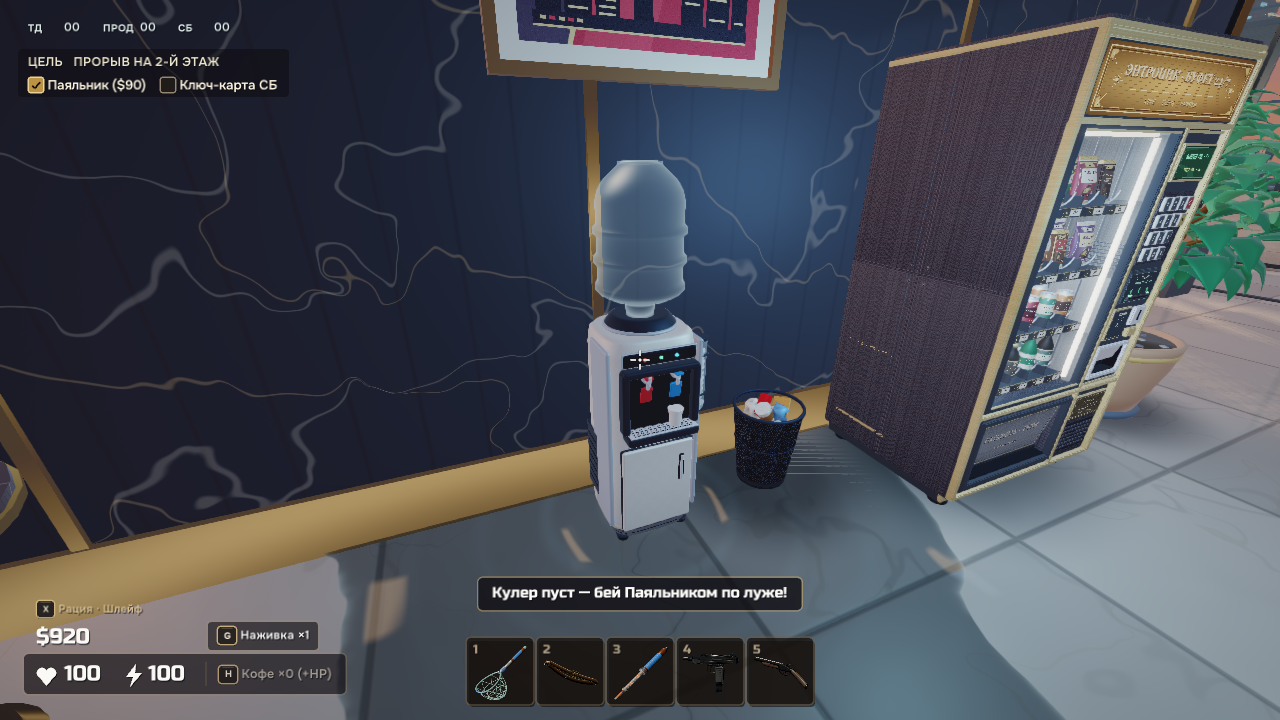 ТД 00 ПРОД 00 СБ 00
ЦЕЛЬ ПРОРЫВ НА 2-Й ЭТАЖ
Паяльник ($90) Ключ-карта СБ
Кулер пуст — бей Паяльником по луже!
X Рация · Шлейф
$920
G Наживка ×1
100 100 H Кофе ×0 (+HP)
1 2 3 4 5